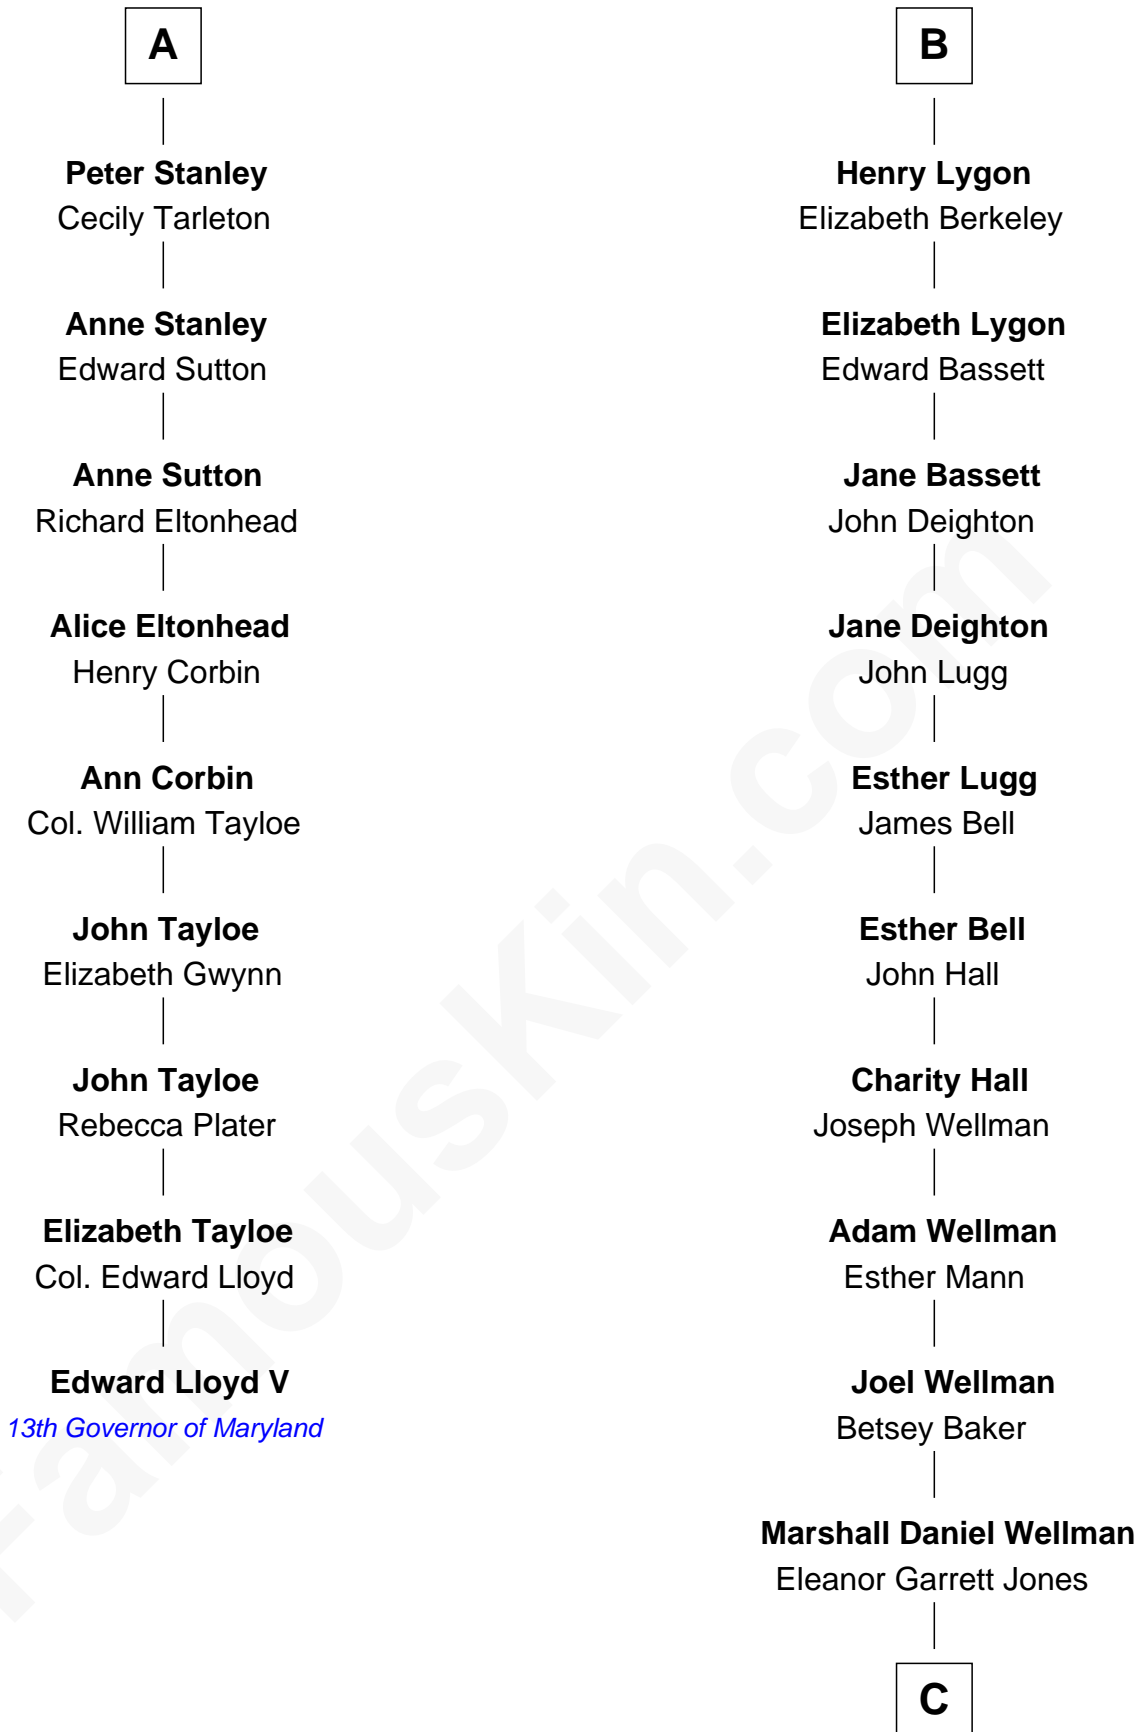 A
Peter Stanley
Cecily Tarleton
Anne Stanley
Edward Sutton
Anne Sutton
Richard Eltonhead
Alice Eltonhead
Henry Corbin
Ann Corbin
Col. William Tayloe
John Tayloe
Elizabeth Gwynn
John Tayloe
Rebecca Plater
Elizabeth Tayloe
Col. Edward Lloyd
Edward Lloyd V
13th Governor of Maryland
B
Henry Lygon
Elizabeth Berkeley
Elizabeth Lygon
Edward Bassett
Jane Bassett
John Deighton
Jane Deighton
John Lugg
Esther Lugg
James Bell
Esther Bell
John Hall
Charity Hall
Joseph Wellman
Adam Wellman
Esther Mann
Joel Wellman
Betsey Baker
Marshall Daniel Wellman
Eleanor Garrett Jones
C
FamousKin.com